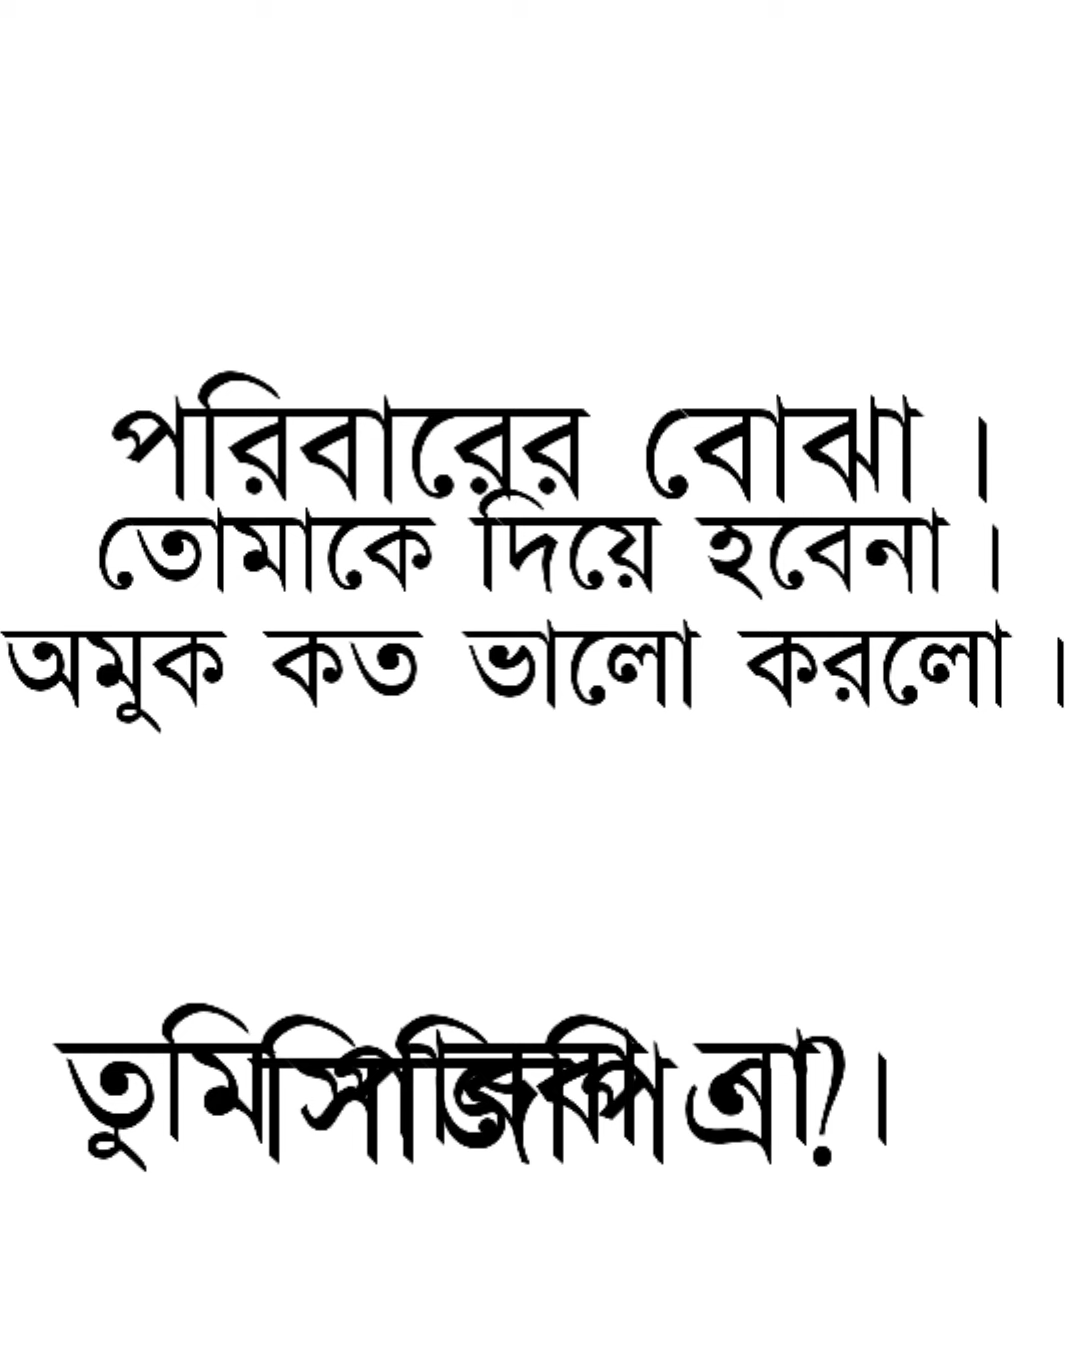 পরিবারের বোঝা ।
তোমাকে দিয়ে হবেনা ।
অমুক কত ভালো করলো ।
তুমি